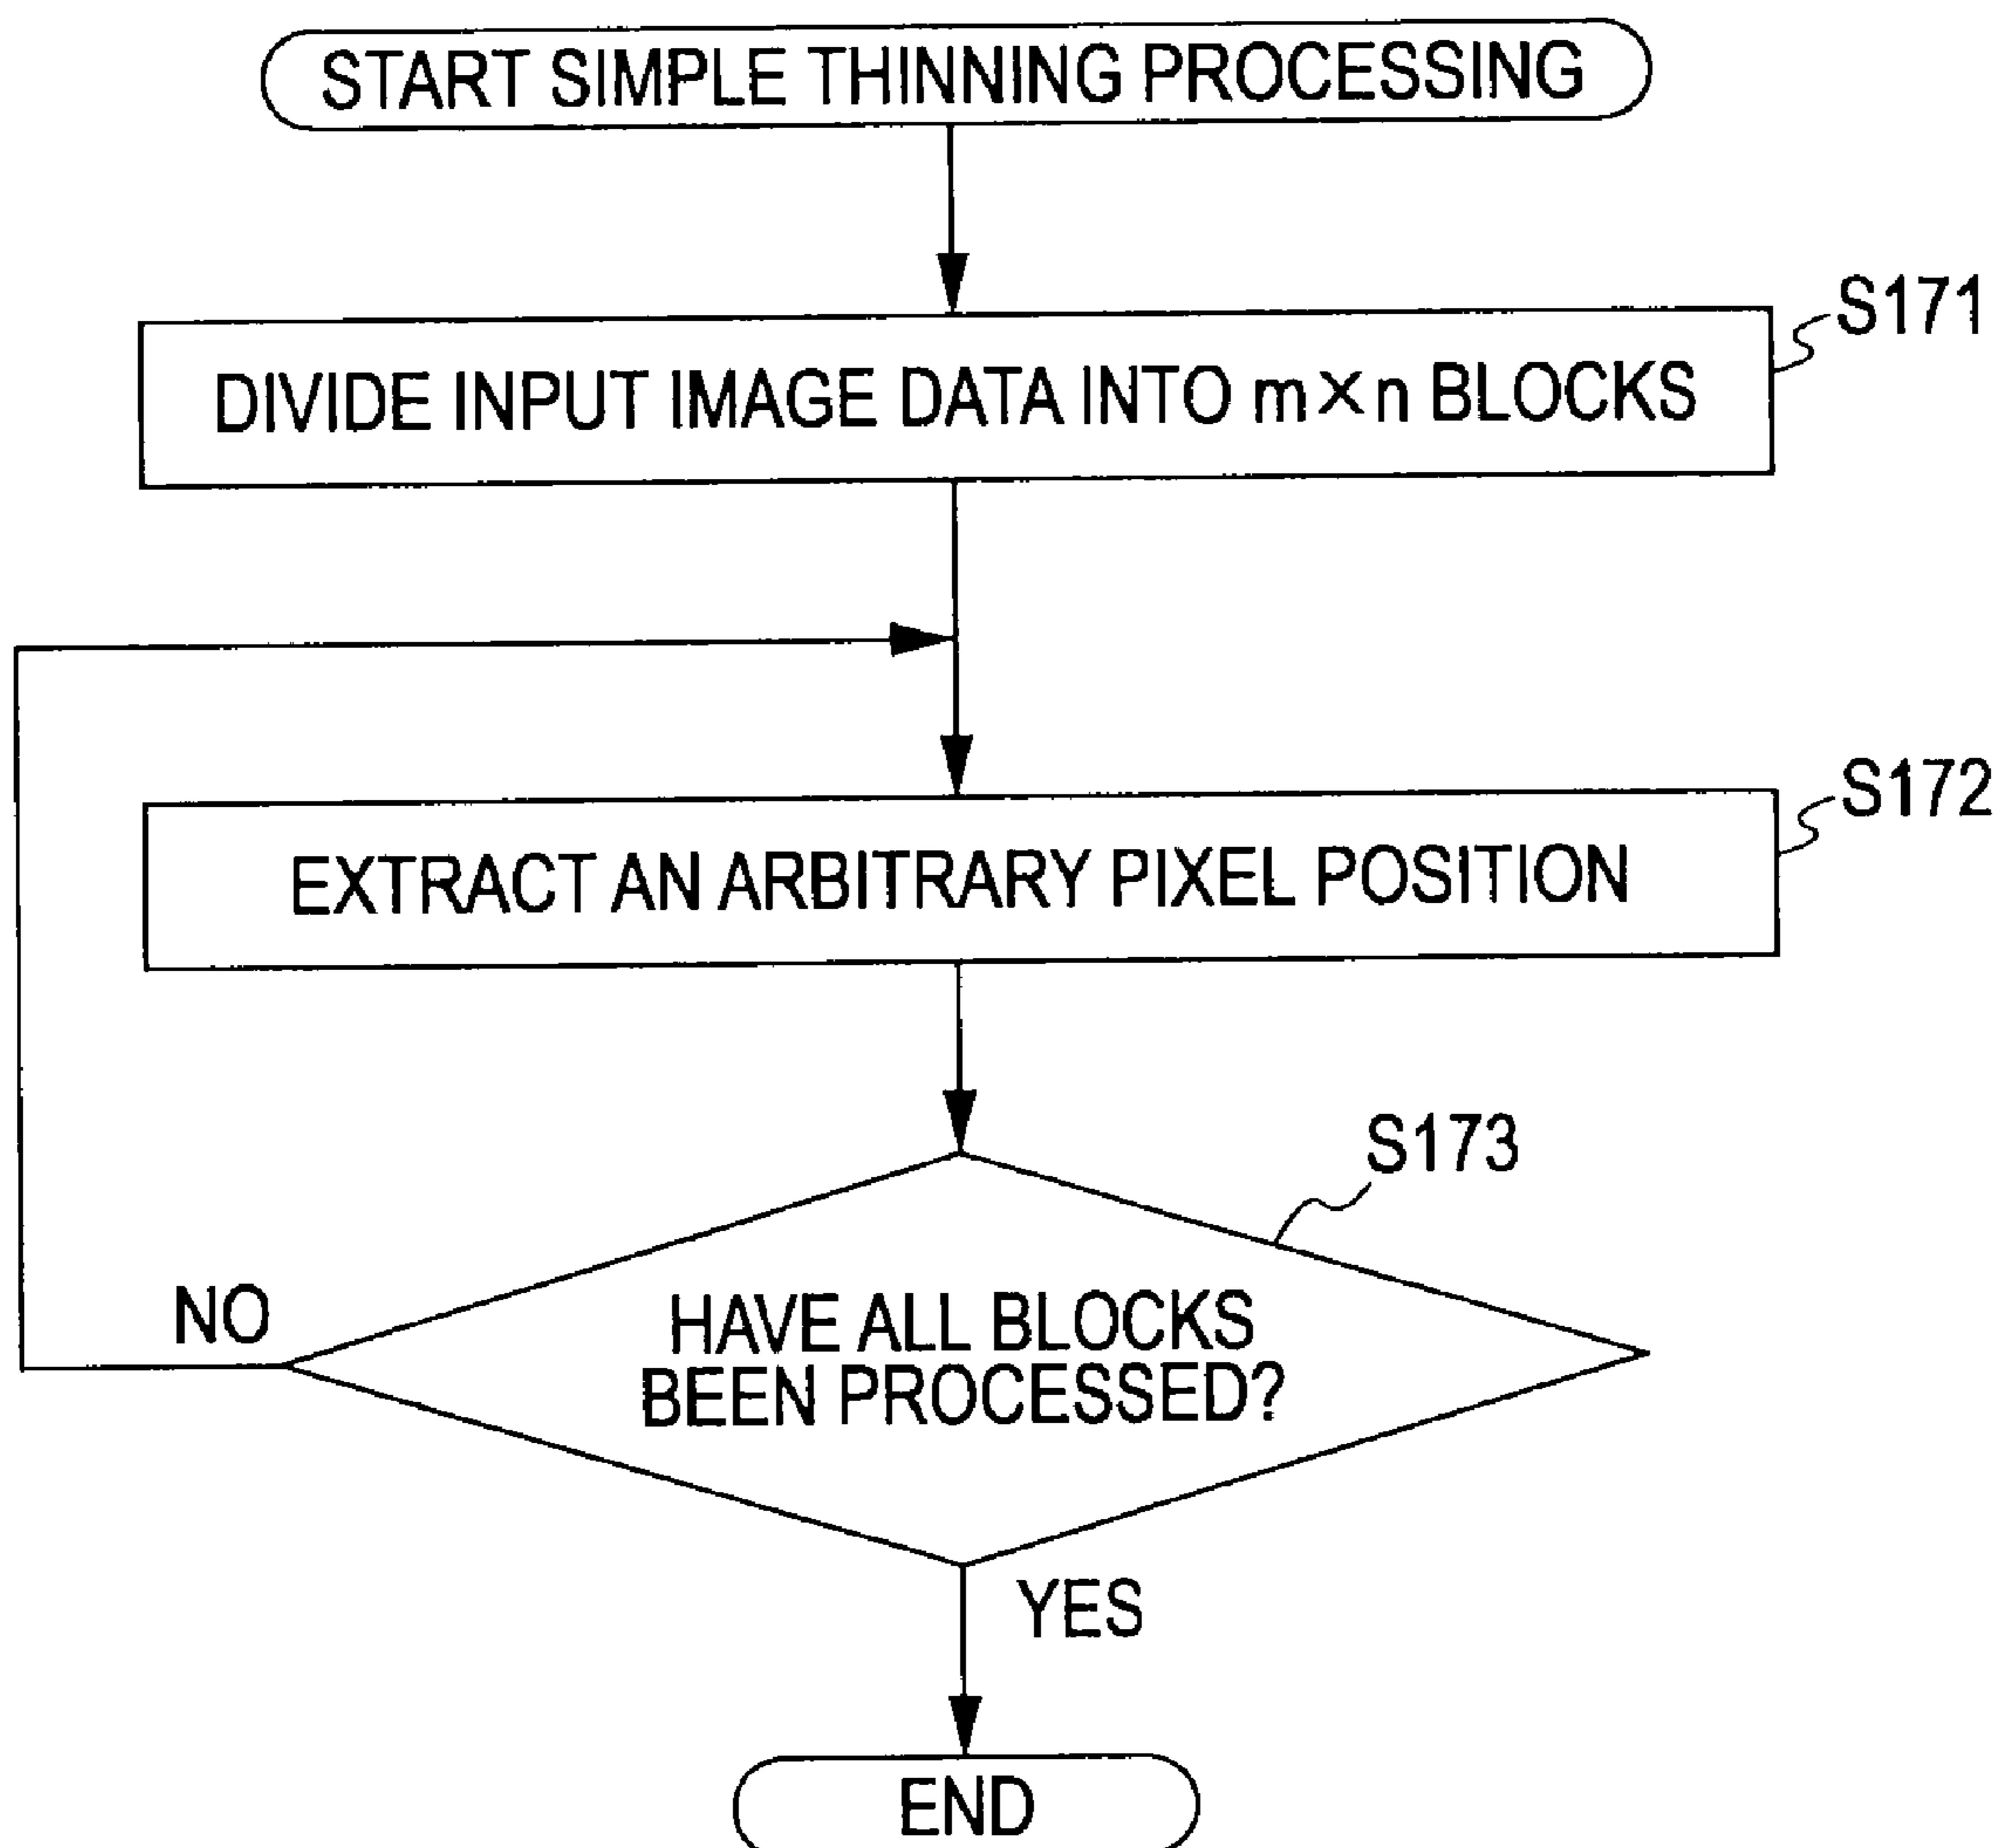 START SIMPLE THINNING PROCESSING
S171
DIVIDE INPUT IMAGE DATA INTO m×n BLOCKS
S172
EXTRACT AN ARBITRARY PIXEL POSITION
S173
NO
HAVE ALL BLOCKS
BEEN PROCESSED?
YES
END